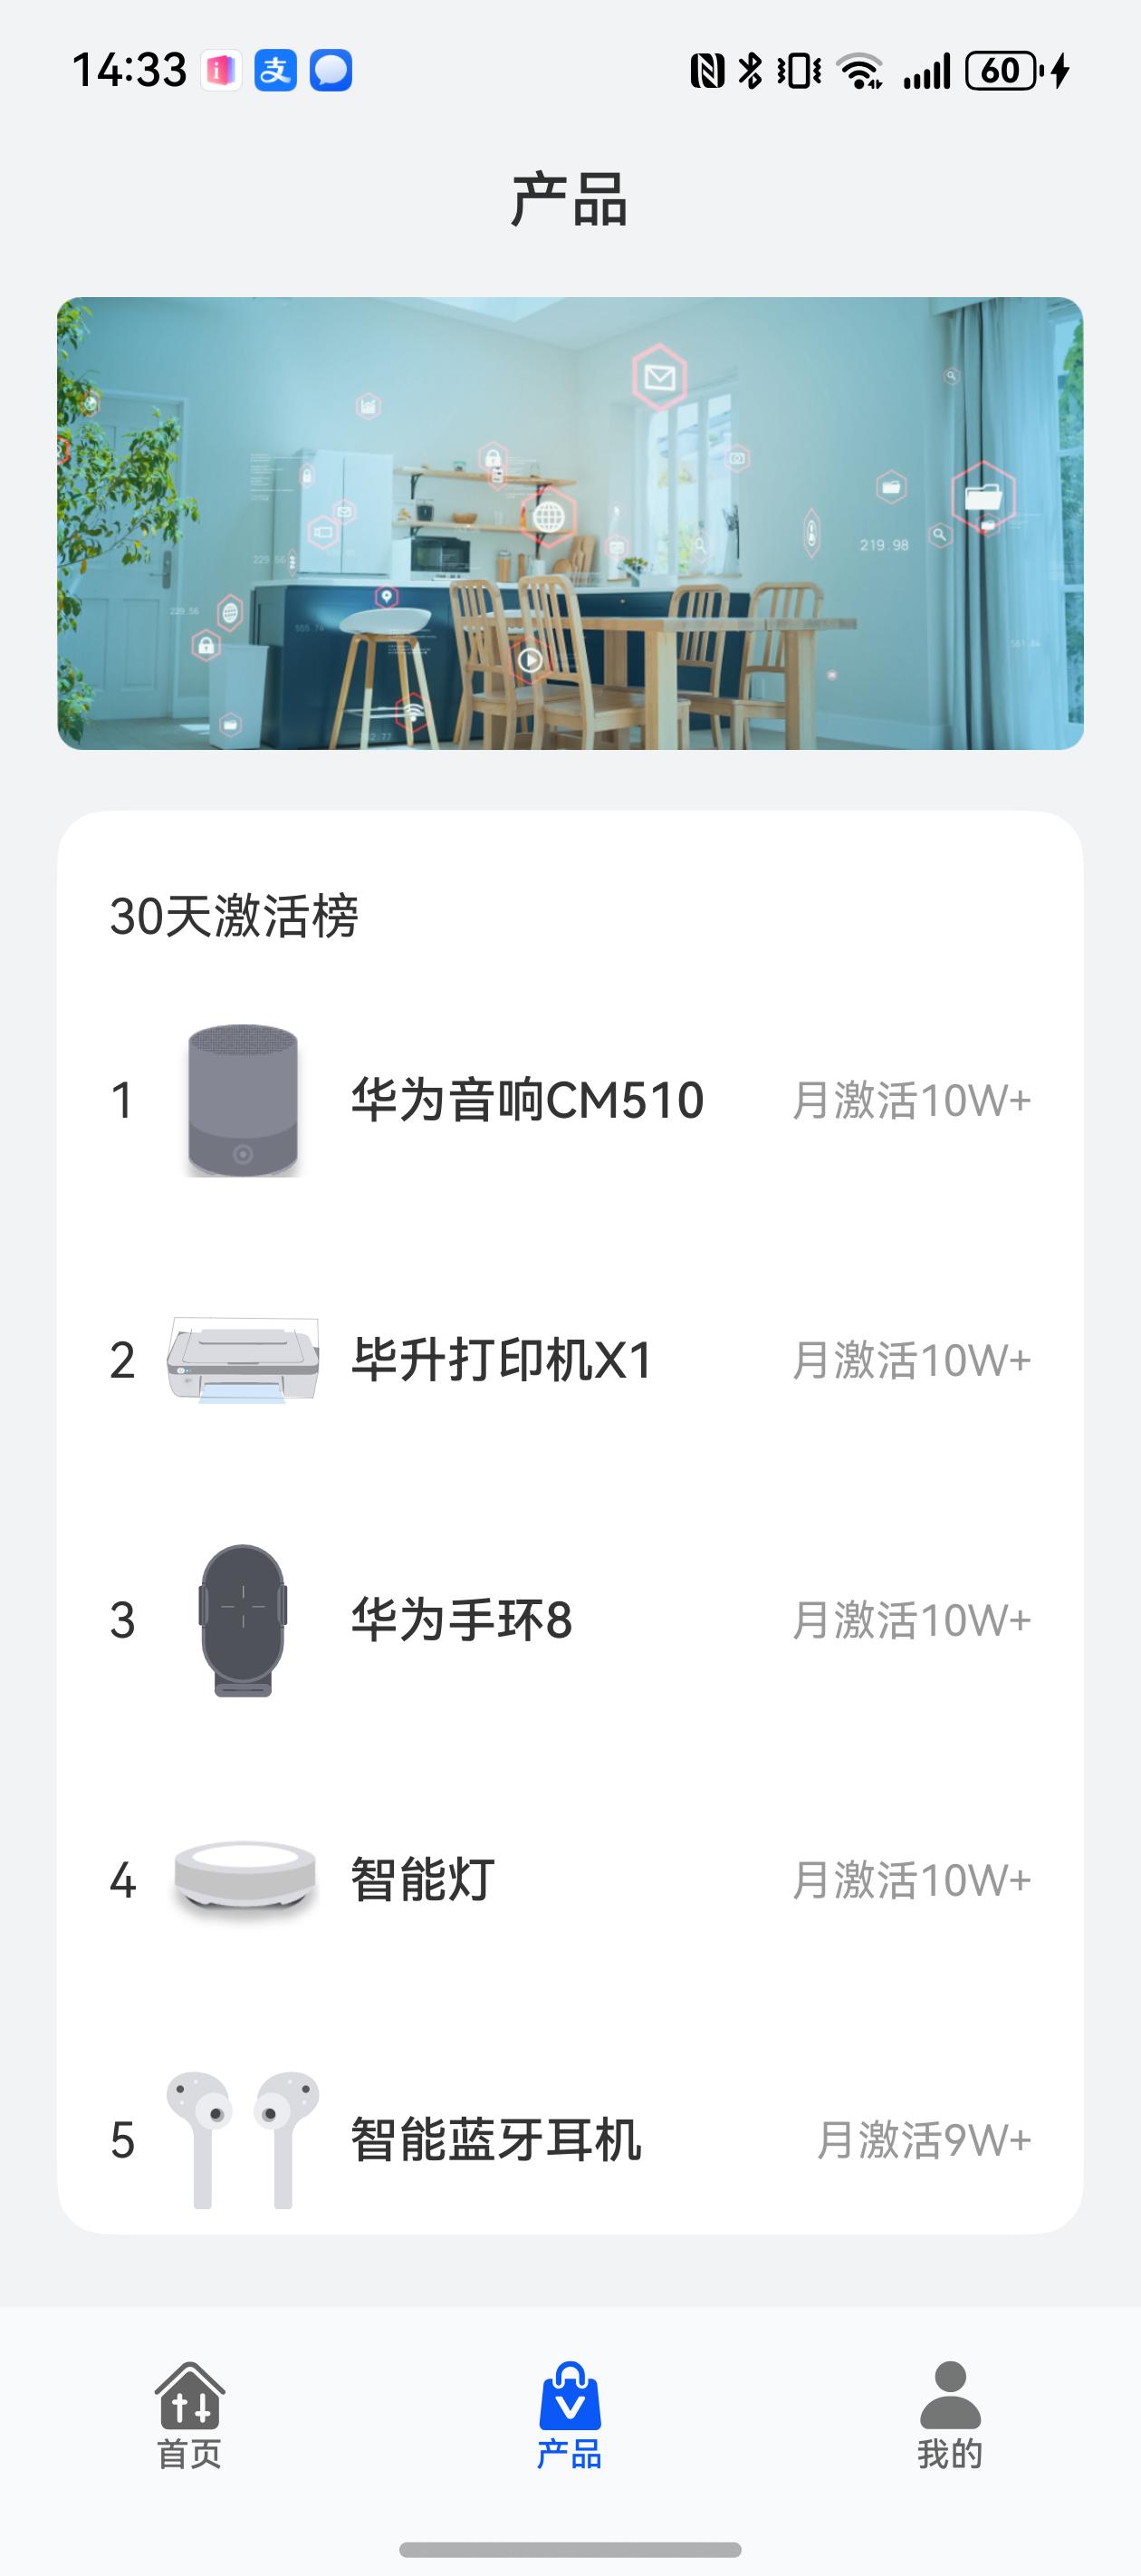 14:33
60
产品
219.98
30天激活榜
1 华为音响CM510 月激活10W+
2 毕升打印机X1 月激活10W+
3 华为手环8 月激活10W+
4 智能灯 月激活10W+
5 智能蓝牙耳机 月激活9W+
首页 产品 我的